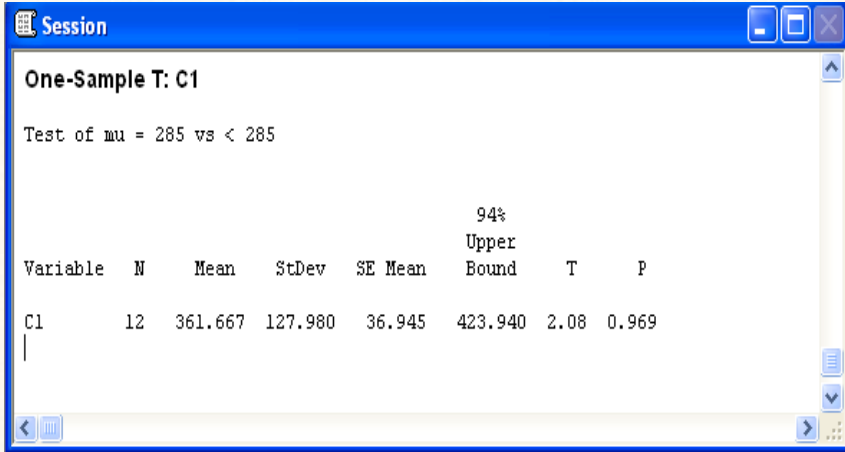 Session
One-Sample T: C1
Test of mu = 285 vs < 285
94%
Upper
Variable N Mean StDev SE Mean Bound T P
C1 12 361.667 127.980 36.945 423.940 2.08 0.969